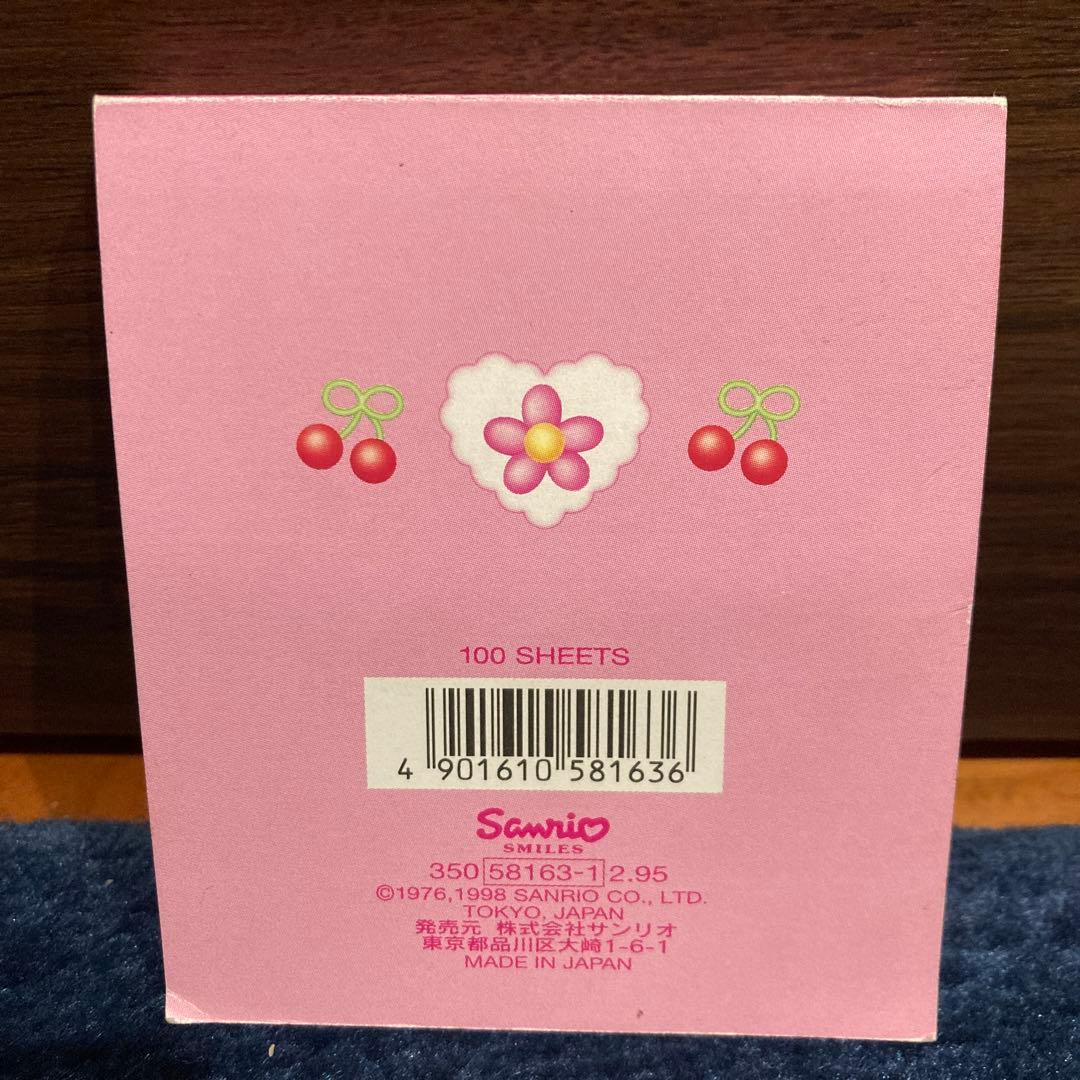 100 SHEETS
4 901610 581636
Sanrio
SMILES
350 58163-1 2.95
©1976,1998 SANRIO CO., LTD.
TOKYO, JAPAN
発売元 株式会社サンリオ
東京都品川区大崎1-6-1
MADE IN JAPAN